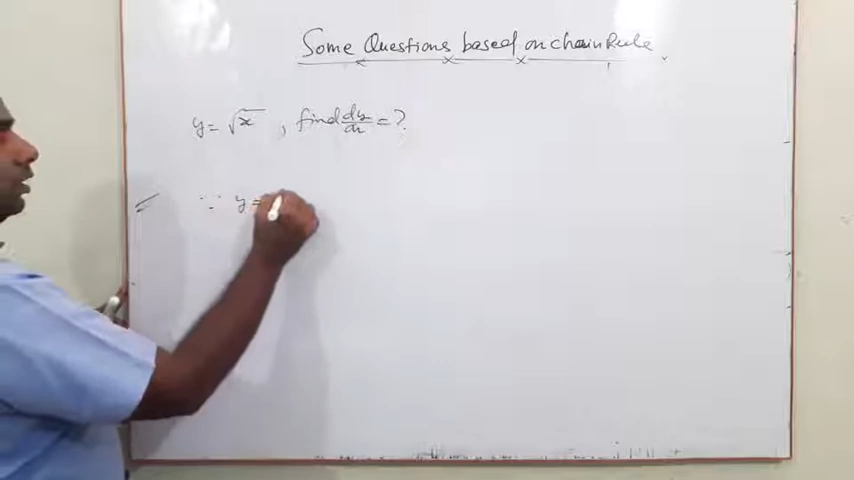 Some Questions based on chain Rule
y = √x , find dy/dx = ?
∵ y =